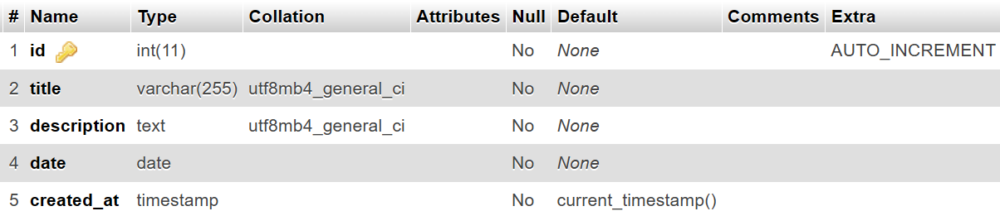 # Name Type Collation Attributes Null Default Comments Extra
1 id int(11) No None AUTO_INCREMENT
2 title varchar(255) utf8mb4_general_ci No None
3 description text utf8mb4_general_ci No None
4 date date No None
5 created_at timestamp No current_timestamp()